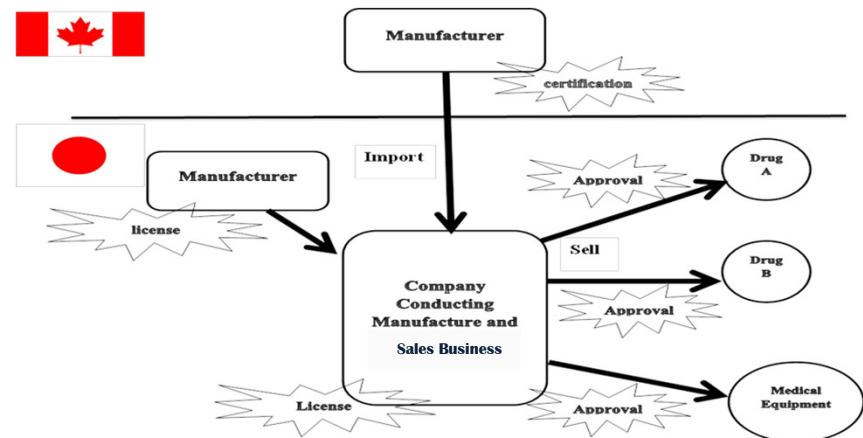 Manufacturer
certification
Import
Manufacturer
license
Approval
Drug
A
Sell
Drug
B
Approval
Company
Conducting
Manufacture and
Sales Business
License
Approval
Medical
Equipment